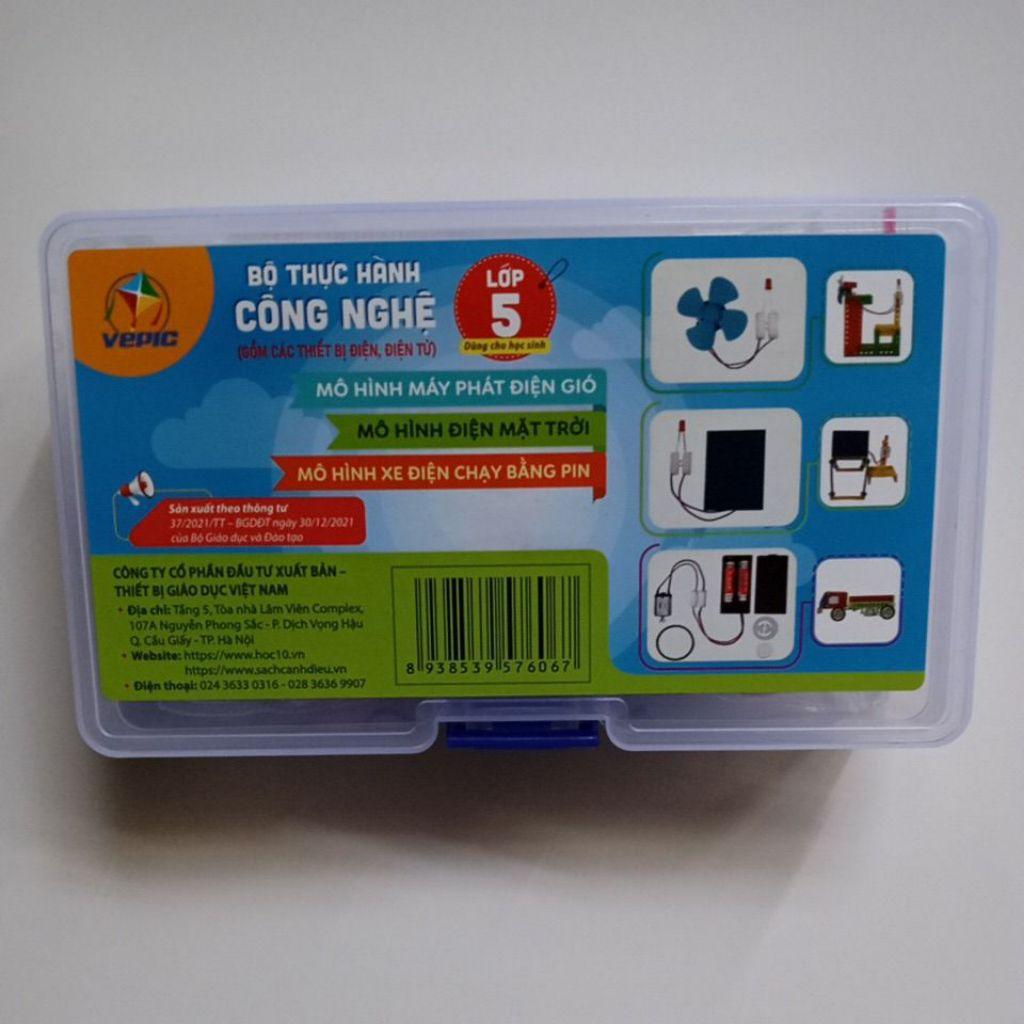 VEPIC
BỘ THỰC HÀNH
CÔNG NGHỆ
(GỒM CÁC THIẾT BỊ ĐIỆN, ĐIỆN TỬ)
LỚP
5
Dùng cho học sinh
MÔ HÌNH MÁY PHÁT ĐIỆN GIÓ
MÔ HÌNH ĐIỆN MẶT TRỜI
MÔ HÌNH XE ĐIỆN CHẠY BẰNG PIN
Sản xuất theo thông tư
37/2021/TT – BGDĐT ngày 30/12/2021
của Bộ Giáo dục và Đào tạo
CÔNG TY CỔ PHẦN ĐẦU TƯ XUẤT BẢN –
THIẾT BỊ GIÁO DỤC VIỆT NAM
• Địa chỉ: Tầng 5, Tòa nhà Lâm Viên Complex,
107A Nguyễn Phong Sắc - P. Dịch Vọng Hậu
Q. Cầu Giấy - TP. Hà Nội
• Website: https://www.hoc10.vn
https://www.sachcanhdieu.vn
• Điện thoại: 024 3633 0316 - 028 3636 9907
8 938539 576067